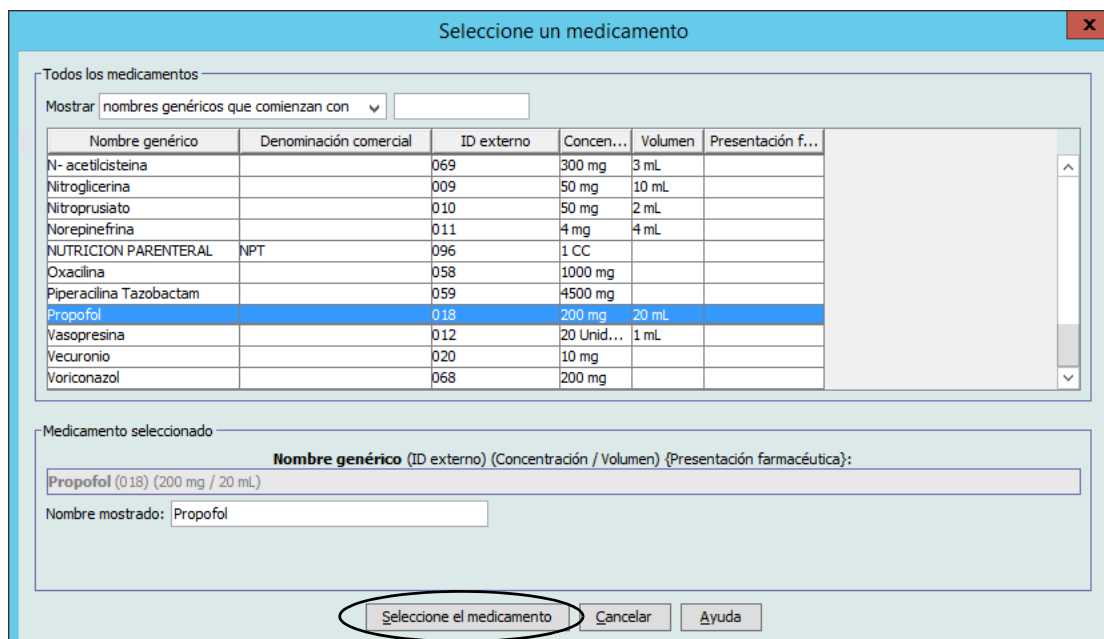 Seleccione un medicamento
x
Todos los medicamentos
Mostrar nombres genéricos que comienzan con
Nombre genérico Denominación comercial ID externo Concen... Volumen Presentación f...
N- acetilcisteina 069 300 mg 3 mL
Nitroglicerina 009 50 mg 10 mL
Nitroprusiato 010 50 mg 2 mL
Norepinefrina 011 4 mg 4 mL
NUTRICION PARENTERAL NPT 096 1 CC
Oxacilina 058 1000 mg
Piperacilina Tazobactam 059 4500 mg
Propofol 018 200 mg 20 mL
Vasopresina 012 20 Unid... 1 mL
Vecuronio 020 10 mg
Voriconazol 068 200 mg
Medicamento seleccionado
Nombre genérico (ID externo) (Concentración / Volumen) {Presentación farmacéutica}:
Propofol (018) (200 mg / 20 mL)
Nombre mostrado: Propofol
Seleccione el medicamento Cancelar Ayuda